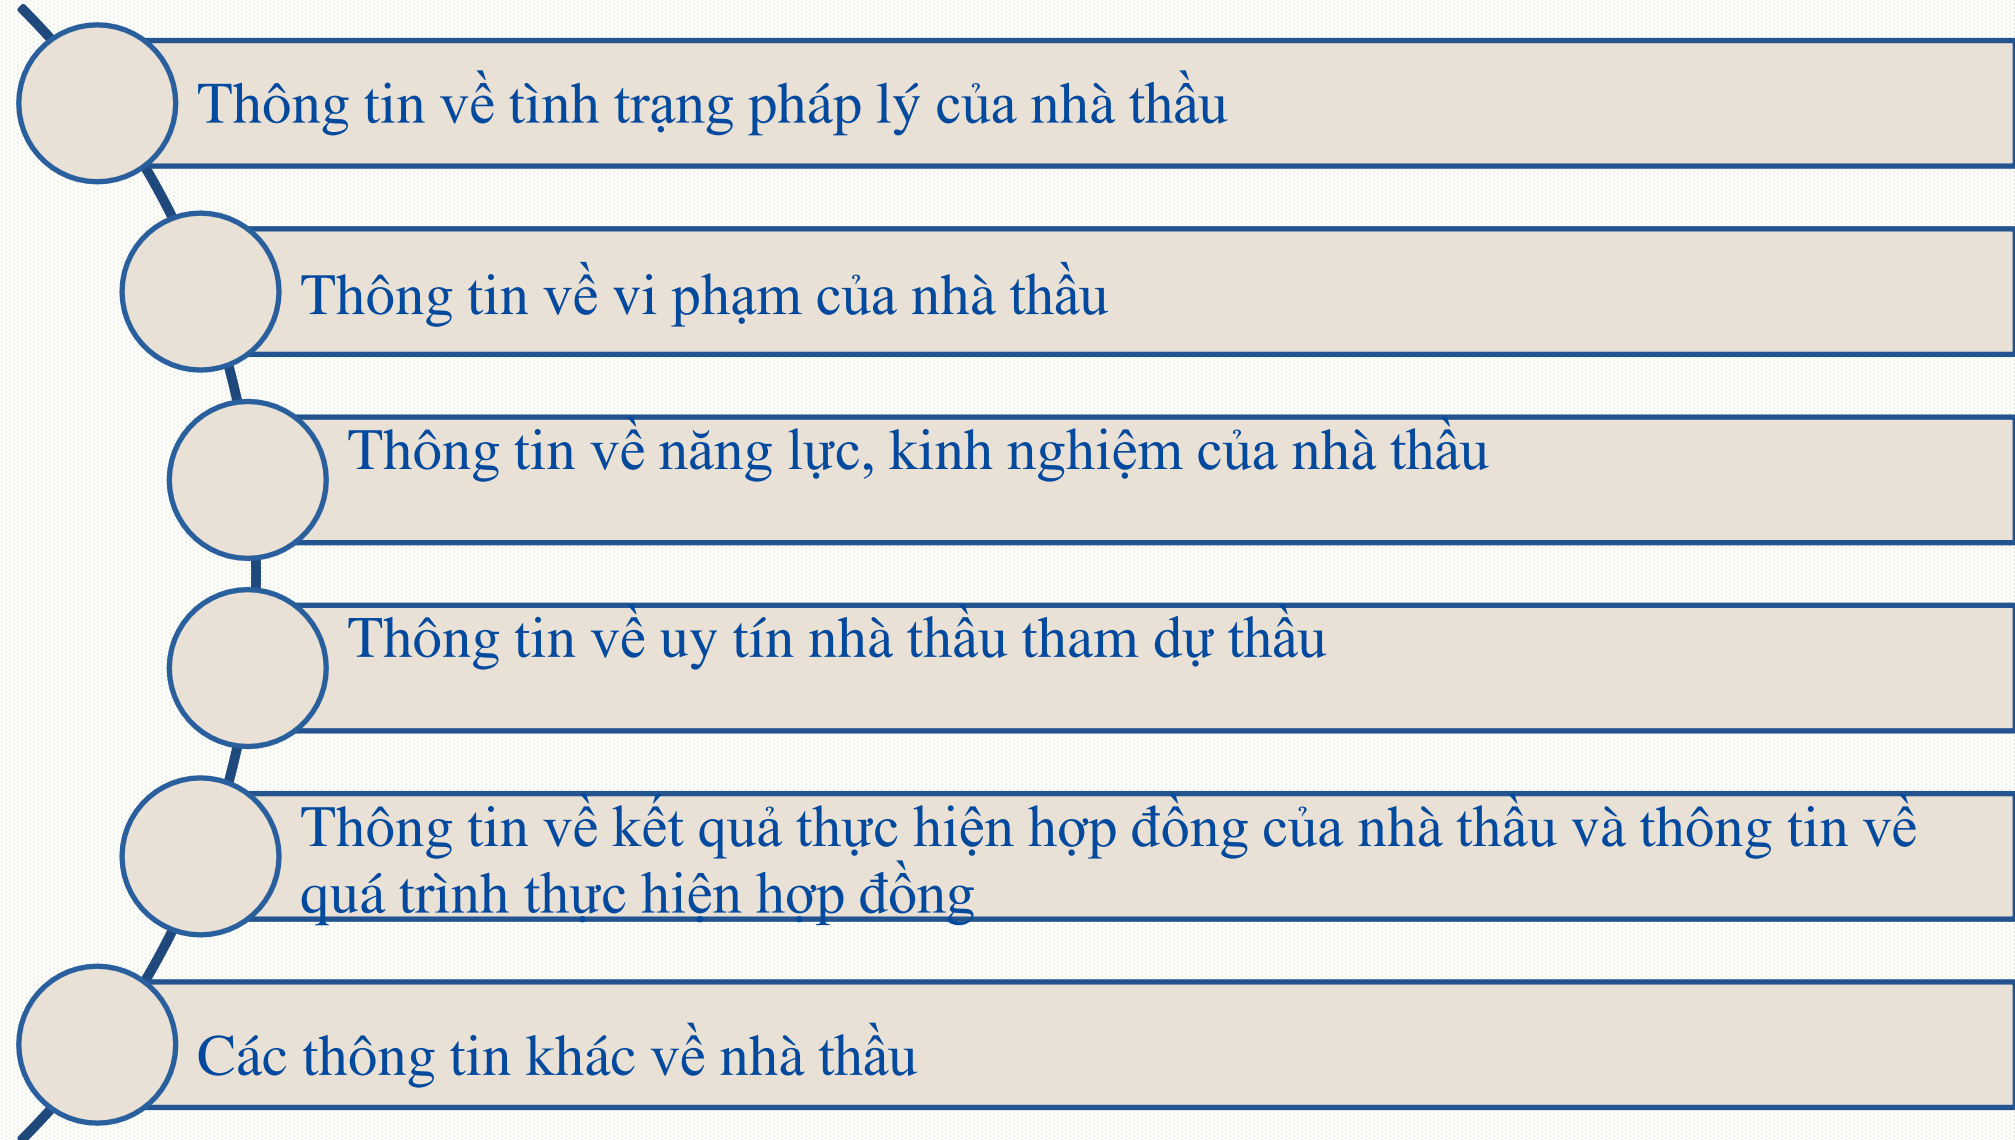 Thông tin về tình trạng pháp lý của nhà thầu
Thông tin về vi phạm của nhà thầu
Thông tin về năng lực, kinh nghiệm của nhà thầu
Thông tin về uy tín nhà thầu tham dự thầu
Thông tin về kết quả thực hiện hợp đồng của nhà thầu và thông tin về
quá trình thực hiện hợp đồng
Các thông tin khác về nhà thầu